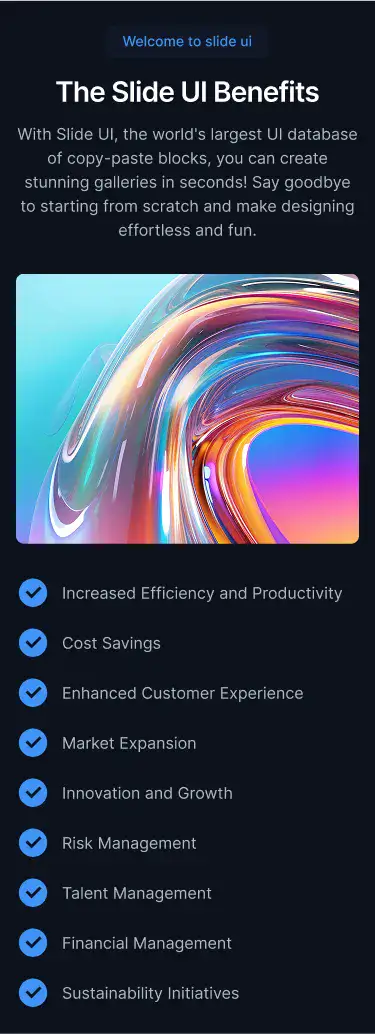 Welcome to slide ui
The Slide UI Benefits
With Slide UI, the world's largest UI database
of copy-paste blocks, you can create
stunning galleries in seconds! Say goodbye
to starting from scratch and make designing
effortless and fun.
Increased Efficiency and Productivity
Cost Savings
Enhanced Customer Experience
Market Expansion
Innovation and Growth
Risk Management
Talent Management
Financial Management
Sustainability Initiatives